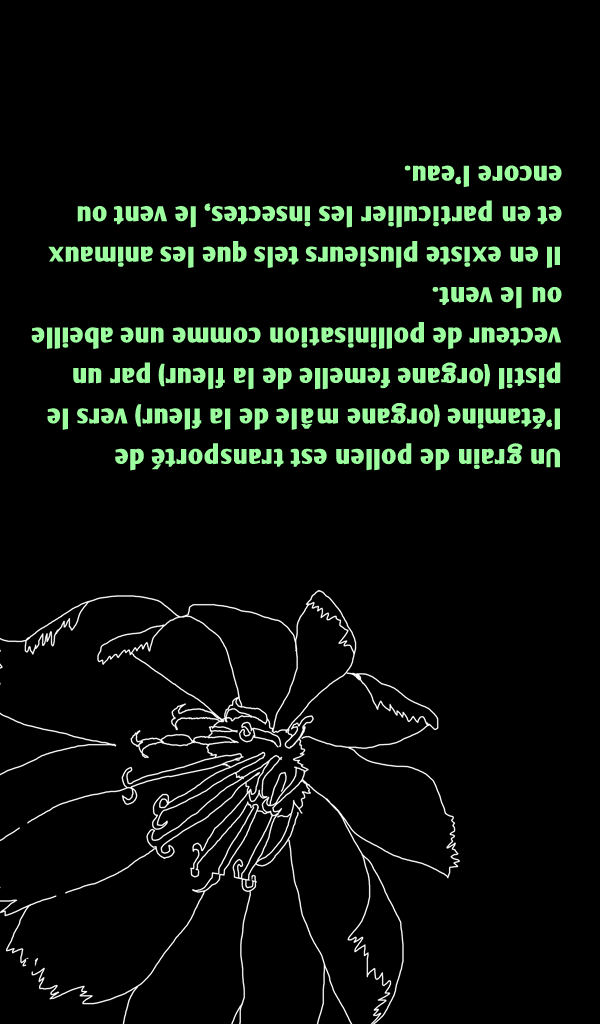 Un grain de pollen est transporté de
l'étamine (organe mâle de la fleur) vers le
pistil (organe femelle de la fleur) par un
vecteur de pollinisation comme une abeille
ou le vent.
Il en existe plusieurs tels que les animaux
et en particulier les insectes, le vent ou
encore l'eau.